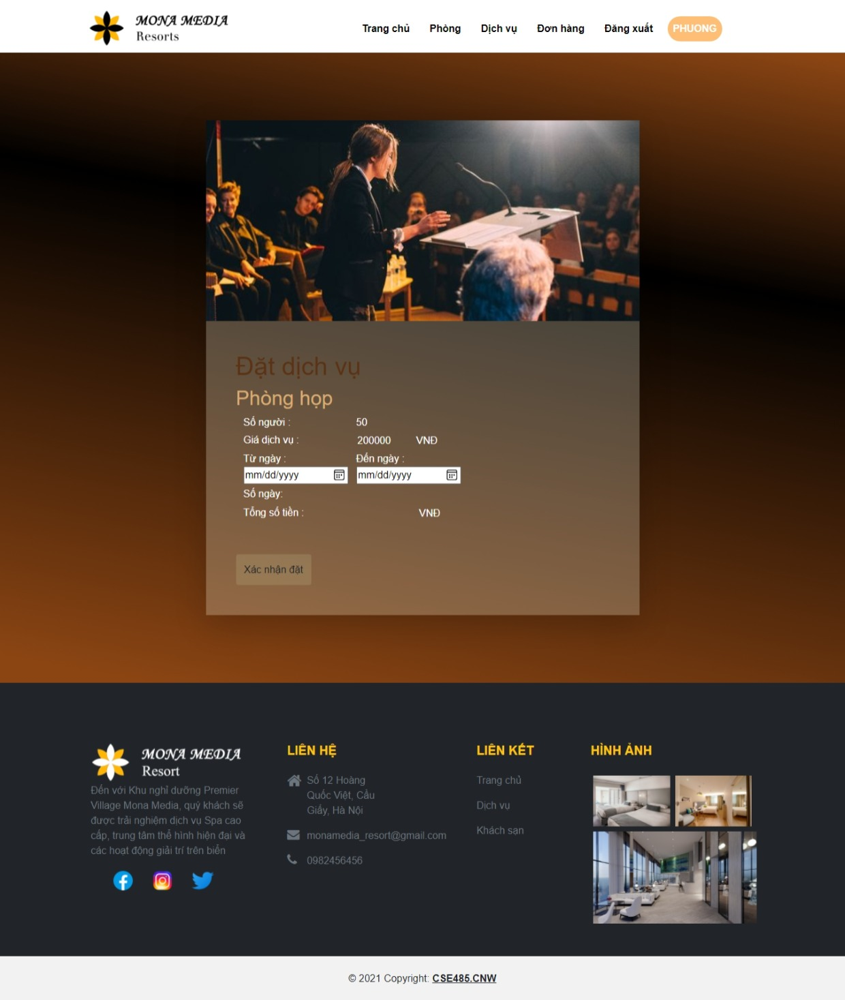 MONA MEDIA
Resorts
Trang chủ
Phòng
Dịch vụ
Đơn hàng
Đăng xuất
PHUONG
Đặt dịch vụ
Phòng họp
Số người : 50
Giá dịch vụ : 200000 VNĐ
Từ ngày : Đến ngày :
mm/dd/yyyy mm/dd/yyyy
Số ngày:
Tổng số tiền : VNĐ
Xác nhận đặt
MONA MEDIA
Resort
Đến với Khu nghỉ dưỡng Premier
Village Mona Media, quý khách sẽ
được trải nghiệm dịch vụ Spa cao
cấp, trung tâm thể hình hiện đại và
các hoạt động giải trí trên biển
LIÊN HỆ
Số 12 Hoàng
Quốc Việt, Cầu
Giấy, Hà Nội
monamedia_resort@gmail.com
0982456456
LIÊN KẾT
Trang chủ
Dịch vụ
Khách sạn
HÌNH ẢNH
© 2021 Copyright: CSE485.CNW